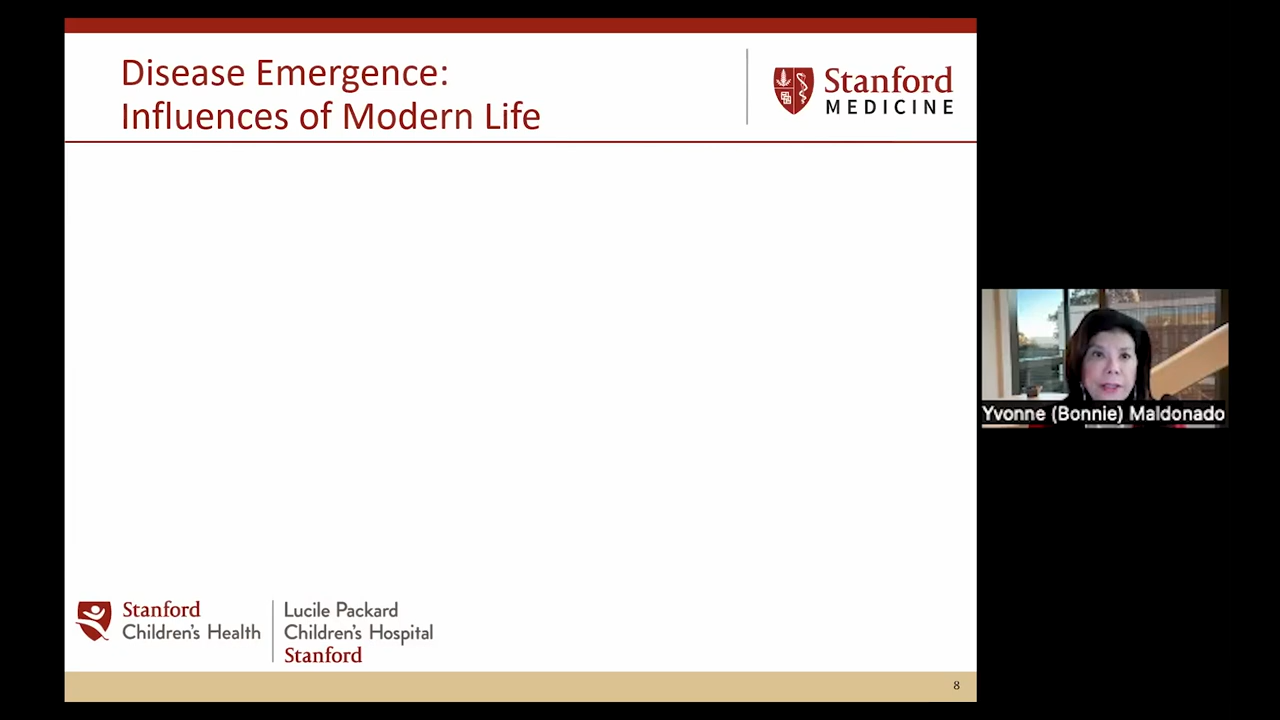 Disease Emergence:
Influences of Modern Life
Stanford
MEDICINE
Yvonne (Bonnie) Maldonado
Stanford
Children's Health
Lucile Packard
Children's Hospital
Stanford
8